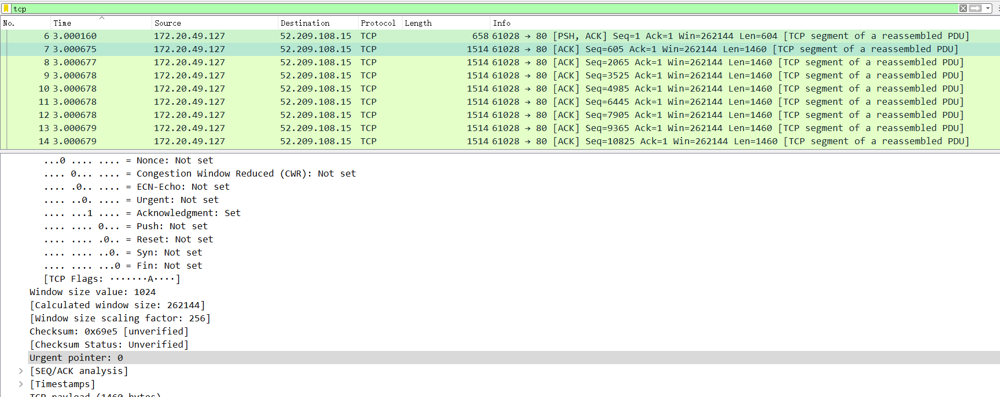 tcp
No. Time Source Destination Protocol Length Info
6 3.000160 172.20.49.127 52.209.108.15 TCP 658 61028 → 80 [PSH, ACK] Seq=1 Ack=1 Win=262144 Len=604 [TCP segment of a reassembled PDU]
7 3.000675 172.20.49.127 52.209.108.15 TCP 1514 61028 → 80 [ACK] Seq=605 Ack=1 Win=262144 Len=1460 [TCP segment of a reassembled PDU]
8 3.000677 172.20.49.127 52.209.108.15 TCP 1514 61028 → 80 [ACK] Seq=2065 Ack=1 Win=262144 Len=1460 [TCP segment of a reassembled PDU]
9 3.000678 172.20.49.127 52.209.108.15 TCP 1514 61028 → 80 [ACK] Seq=3525 Ack=1 Win=262144 Len=1460 [TCP segment of a reassembled PDU]
10 3.000678 172.20.49.127 52.209.108.15 TCP 1514 61028 → 80 [ACK] Seq=4985 Ack=1 Win=262144 Len=1460 [TCP segment of a reassembled PDU]
11 3.000678 172.20.49.127 52.209.108.15 TCP 1514 61028 → 80 [ACK] Seq=6445 Ack=1 Win=262144 Len=1460 [TCP segment of a reassembled PDU]
12 3.000678 172.20.49.127 52.209.108.15 TCP 1514 61028 → 80 [ACK] Seq=7905 Ack=1 Win=262144 Len=1460 [TCP segment of a reassembled PDU]
13 3.000679 172.20.49.127 52.209.108.15 TCP 1514 61028 → 80 [ACK] Seq=9365 Ack=1 Win=262144 Len=1460 [TCP segment of a reassembled PDU]
14 3.000679 172.20.49.127 52.209.108.15 TCP 1514 61028 → 80 [ACK] Seq=10825 Ack=1 Win=262144 Len=1460 [TCP segment of a reassembled PDU]
...0 .... .... = Nonce: Not set
.... 0... .... = Congestion Window Reduced (CWR): Not set
.... .0.. .... = ECN-Echo: Not set
.... ..0. .... = Urgent: Not set
.... ...1 .... = Acknowledgment: Set
.... .... 0... = Push: Not set
.... .... .0.. = Reset: Not set
.... .... ..0. = Syn: Not set
.... .... ...0 = Fin: Not set
[TCP Flags: ·······A····]
Window size value: 1024
[Calculated window size: 262144]
[Window size scaling factor: 256]
Checksum: 0x69e5 [unverified]
[Checksum Status: Unverified]
Urgent pointer: 0
[SEQ/ACK analysis]
[Timestamps]
TCP payload (1460 bytes)